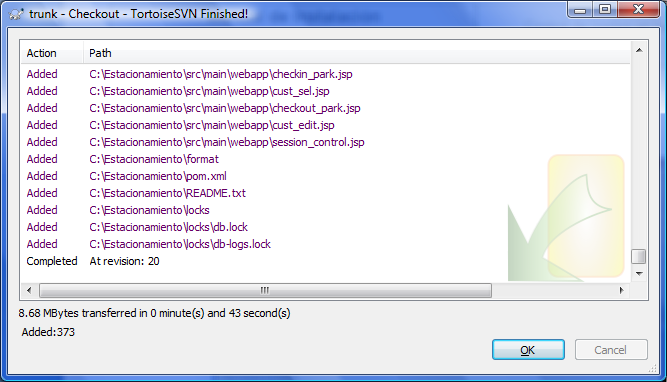 trunk - Checkout - TortoiseSVN Finished!
Action Path
Added C:\Estacionamiento\src\main\webapp\checkin_park.jsp
Added C:\Estacionamiento\src\main\webapp\cust_sel.jsp
Added C:\Estacionamiento\src\main\webapp\checkout_park.jsp
Added C:\Estacionamiento\src\main\webapp\cust_edit.jsp
Added C:\Estacionamiento\src\main\webapp\session_control.jsp
Added C:\Estacionamiento\format
Added C:\Estacionamiento\pom.xml
Added C:\Estacionamiento\README.txt
Added C:\Estacionamiento\locks
Added C:\Estacionamiento\locks\db.lock
Added C:\Estacionamiento\locks\db-logs.lock
Completed At revision: 20
8.68 MBytes transferred in 0 minute(s) and 43 second(s)
Added:373
OK Cancel